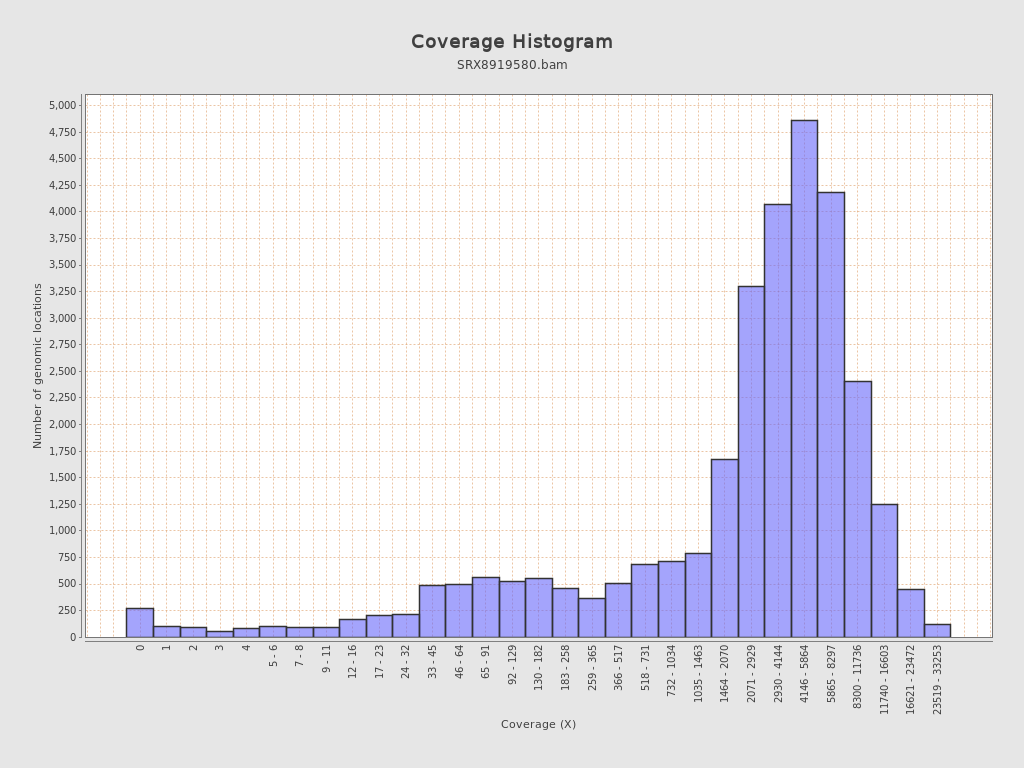 Coverage Histogram
SRX8919580.bam
5,000
4,750
4,500
4,250
4,000
3,750
3,500
3,250
3,000
2,750
2,500
2,250
2,000
1,750
1,500
1,250
1,000
750
500
250
0
Number of genomic locations
0
1
2
3
4
5 - 6
7 - 8
9 - 11
12 - 16
17 - 23
24 - 32
33 - 45
46 - 64
65 - 91
92 - 129
130 - 182
183 - 258
259 - 365
366 - 517
518 - 731
732 - 1034
1035 - 1463
1464 - 2070
2071 - 2929
2930 - 4144
4146 - 5864
5865 - 8297
8300 - 11736
11740 - 16603
16621 - 23472
23519 - 33253
Coverage (X)